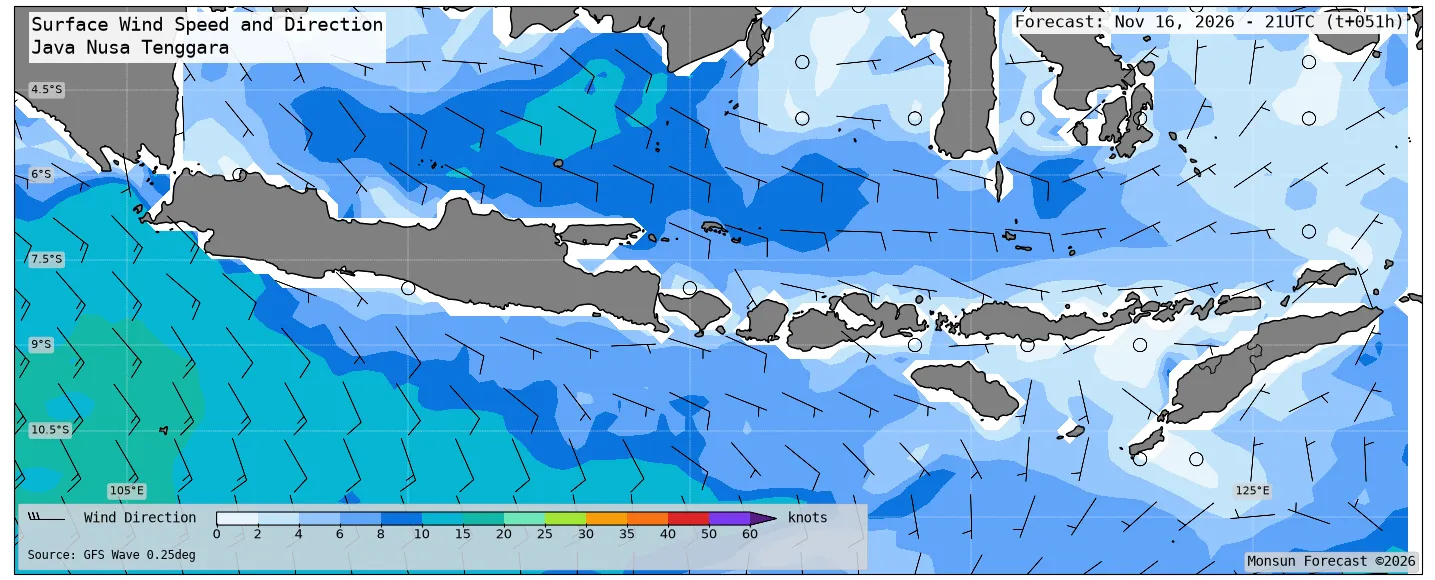 Surface Wind Speed and Direction
Java Nusa Tenggara
Forecast: Nov 16, 2026 - 21UTC (t+051h)
4.5°S
6°S
7.5°S
9°S
10.5°S
105°E
125°E
Wind Direction
0 2 4 6 8 10 15 20 25 30 35 40 50 60
knots
Source: GFS Wave 0.25deg
Monsun Forecast ©2026